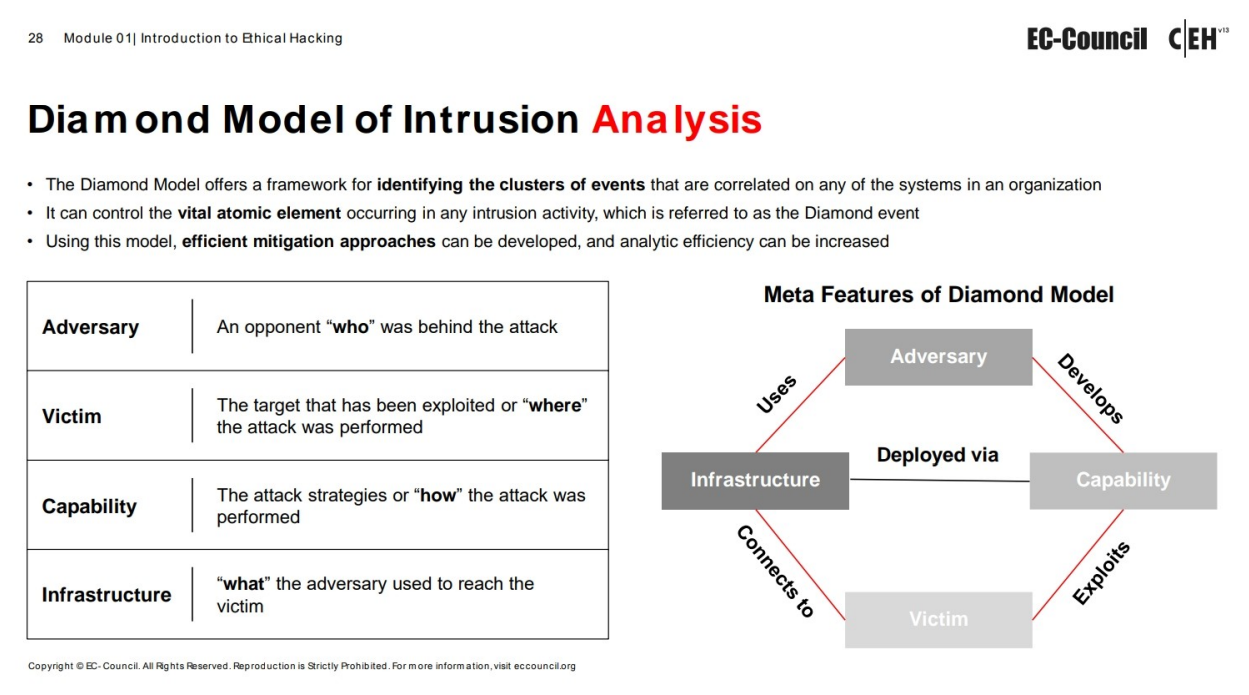 28 Module 01| Introduction to Ethical Hacking
EC-Council C|EH v13
Diamond Model of Intrusion Analysis
• The Diamond Model offers a framework for identifying the clusters of events that are correlated on any of the systems in an organization
• It can control the vital atomic element occurring in any intrusion activity, which is referred to as the Diamond event
• Using this model, efficient mitigation approaches can be developed, and analytic efficiency can be increased
Adversary
An opponent “who” was behind the attack
Victim
The target that has been exploited or “where”
the attack was performed
Capability
The attack strategies or “how” the attack was
performed
Infrastructure
“what” the adversary used to reach the
victim
Meta Features of Diamond Model
Adversary
Uses
Develops
Infrastructure
Deployed via
Capability
Connects to
Exploits
Victim
Copyright © EC- Council. All Rights Reserved. Reproduction is Strictly Prohibited. For more information, visit eccouncil.org